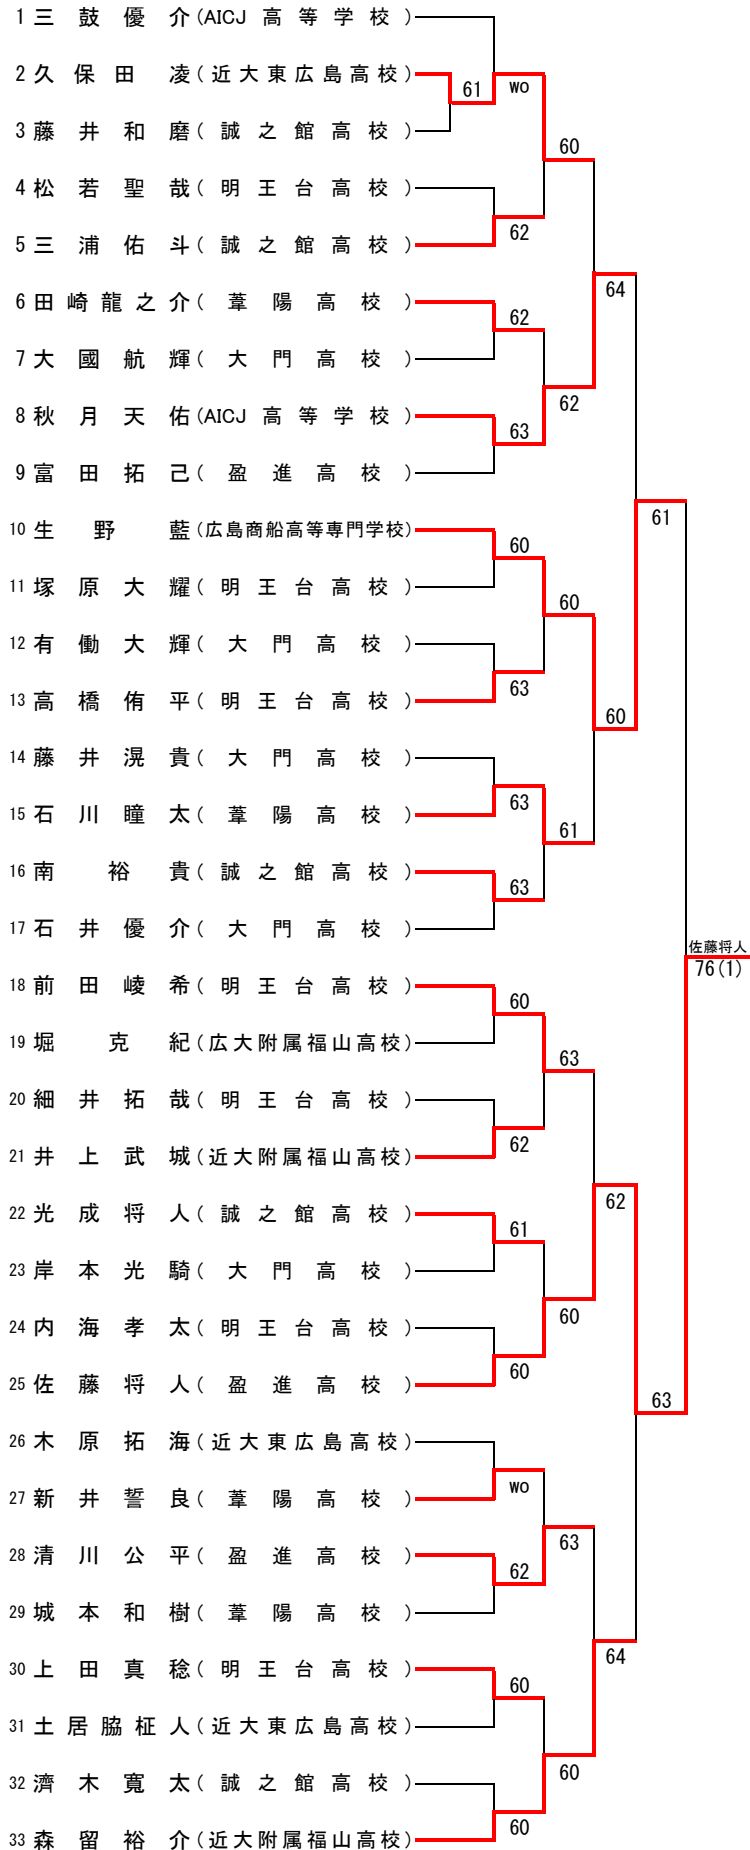 1 三鼓優介(AICJ高等学校)
2 久保田凌(近大東広島高校)
61
wo
3 藤井和磨(誠之館高校)
60
4 松若聖哉(明王台高校)
62
5 三浦佑斗(誠之館高校)
64
6 田崎龍之介(葦陽高校)
62
7 大國航輝(大門高校)
62
8 秋月天佑(AICJ高等学校)
63
9 富田拓己(盈進高校)
61
10 生野藍(広島商船高等専門学校)
60
11 塚原大耀(明王台高校)
60
12 有働大輝(大門高校)
63
13 高橋侑平(明王台高校)
60
14 藤井滉貴(大門高校)
63
15 石川瞳太(葦陽高校)
61
16 南裕貴(誠之館高校)
63
17 石井優介(大門高校)
佐藤将人
76(1)
18 前田崚希(明王台高校)
60
19 堀克紀(広大附属福山高校)
63
20 細井拓哉(明王台高校)
62
21 井上武城(近大附属福山高校)
62
22 光成将人(誠之館高校)
61
23 岸本光騎(大門高校)
60
24 内海孝太(明王台高校)
60
25 佐藤将人(盈進高校)
63
26 木原拓海(近大東広島高校)
wo
27 新井誓良(葦陽高校)
63
28 清川公平(盈進高校)
62
29 城本和樹(葦陽高校)
64
30 上田真稔(明王台高校)
60
31 土居脇柾人(近大東広島高校)
60
32 濟木寛太(誠之館高校)
60
33 森留裕介(近大附属福山高校)